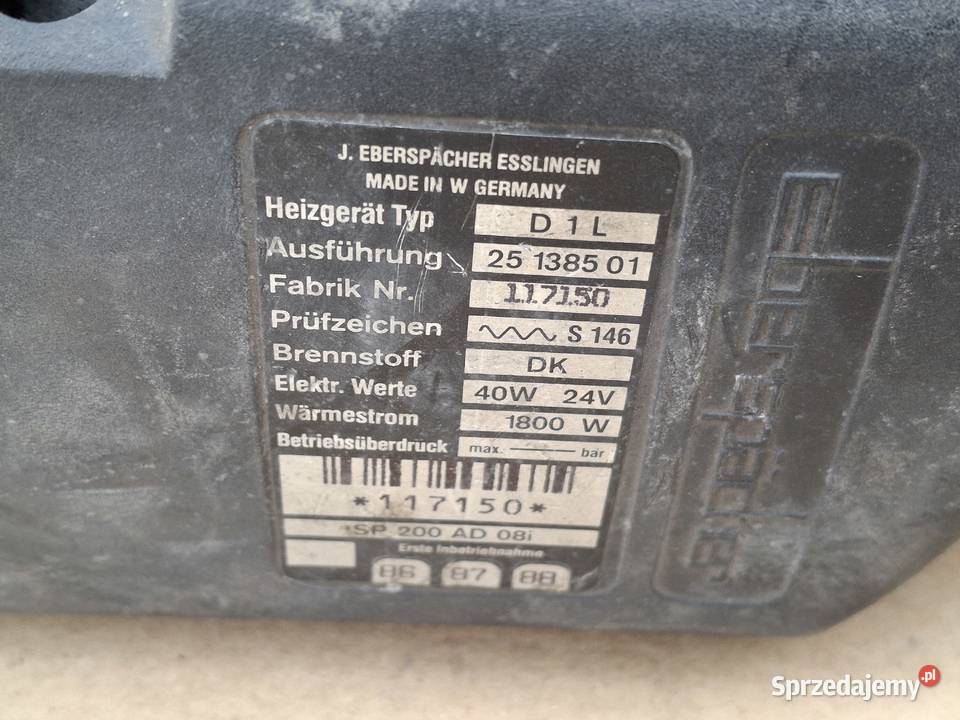 J. EBERSPÄCHER ESSLINGEN
MADE IN W GERMANY
Heizgerät Typ D 1 L
Ausführung 25 1385 01
Fabrik Nr. 117150
Prüfzeichen S 146
Brennstoff DK
Elektr. Werte 40W 24V
Wärmestrom 1800 W
Betriebsüberdruck max. bar
*117150*
SP 200 AD 08i
Erste Inbetriebnahme
86 87 88
Eberspächer
Sprzedajemy.pl